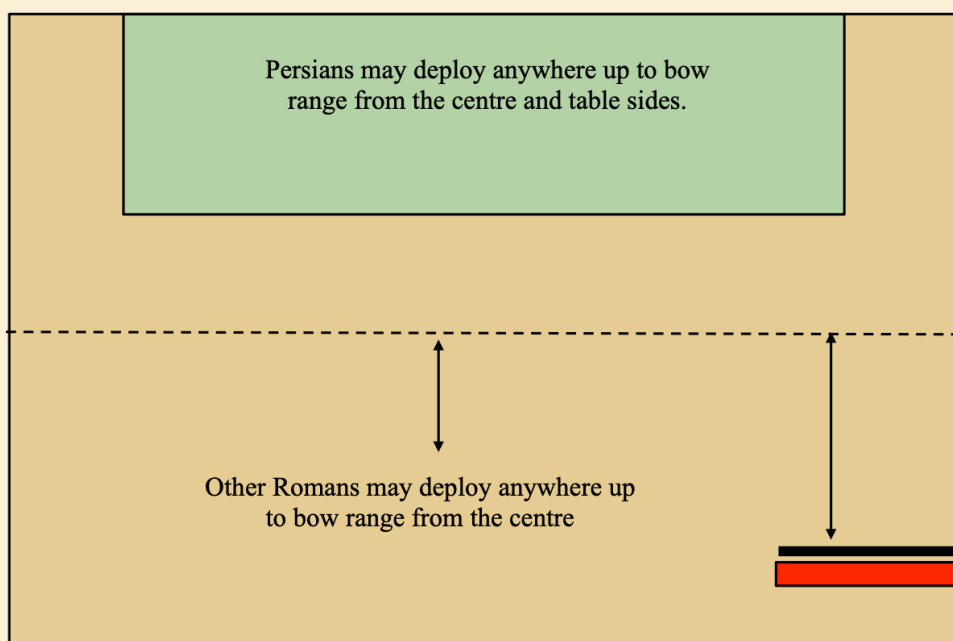 Persians may deploy anywhere up to bow
range from the centre and table sides.
Other Romans may deploy anywhere up
to bow range from the centre